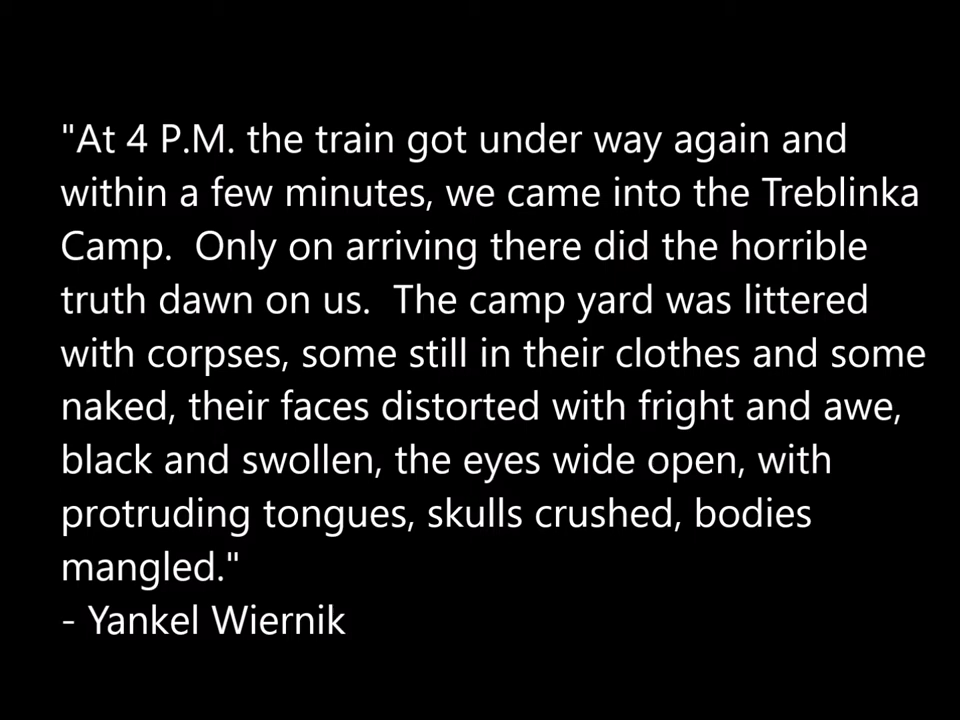 "At 4 P.M. the train got under way again and
within a few minutes, we came into the Treblinka
Camp.  Only on arriving there did the horrible
truth dawn on us.  The camp yard was littered
with corpses, some still in their clothes and some
naked, their faces distorted with fright and awe,
black and swollen, the eyes wide open, with
protruding tongues, skulls crushed, bodies
mangled."
- Yankel Wiernik